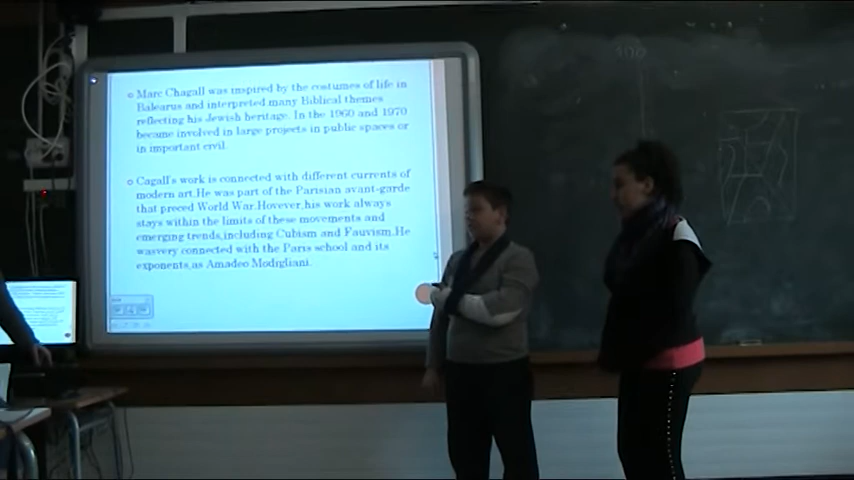 Marc Chagall was inspired by the costumes of life in
Balearus and interpreted many Biblical themes
reflecting his Jewish heritage. In the 1960 and 1970
became involved in large projects in public spaces or
in important civil.
Cagall's work is connected with different currents of
modern art.He was part of the Parisian avant-garde
that preced World War.However,his work always
stays within the limits of these movements and
emerging trends,including Cubism and Fauvism.He
wasvery connected with the Paris school and its
exponents,as Amadeo Modigliani.
100